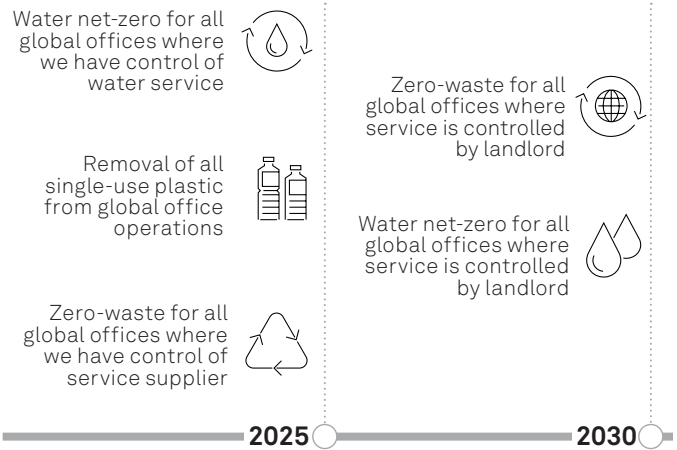 Water net-zero for all
global offices where
we have control of
water service
Removal of all
single-use plastic
from global office
operations
Zero-waste for all
global offices where
we have control of
service supplier
Zero-waste for all
global offices where
service is controlled
by landlord
Water net-zero for all
global offices where
service is controlled
by landlord
2025
2030